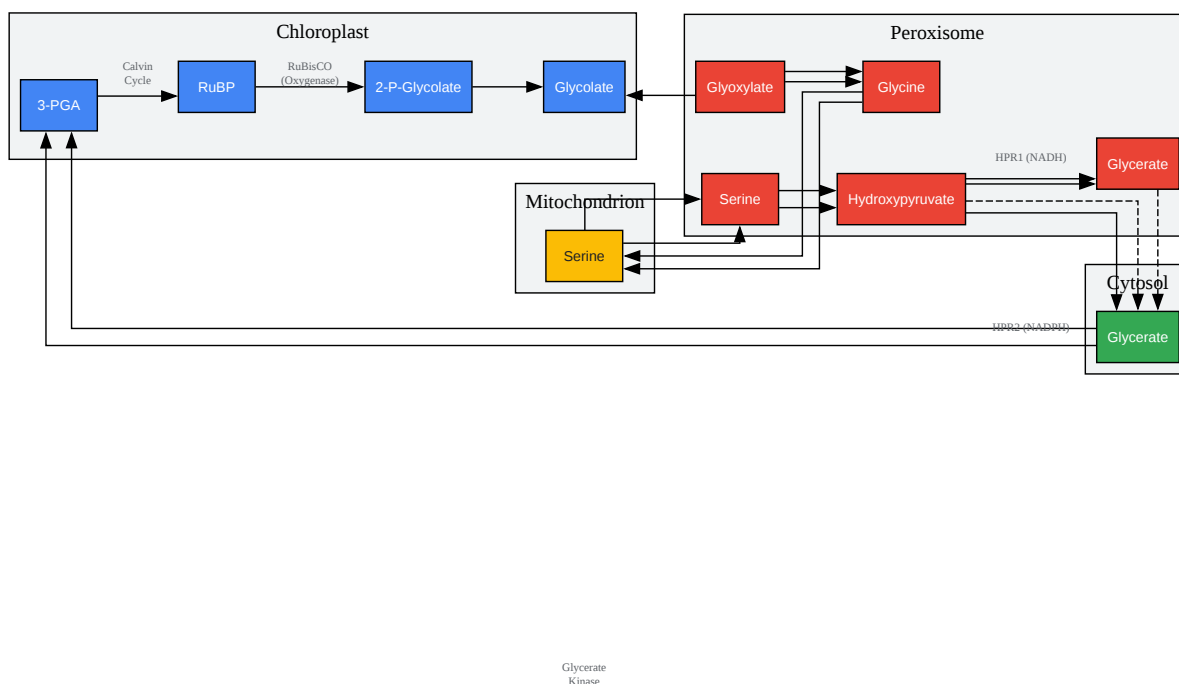 Chloroplast
Peroxisome
Calvin
Cycle
RuBisCO
(Oxygenase)
3-PGA
RuBP
2-P-Glycolate
Glycolate
Glyoxylate
Glycine
HPR1 (NADH)
Glycerate
Mitochondrion
Serine
Hydroxypyruvate
Serine
Cytosol
HPR2 (NADPH)
Glycerate
Glycerate
Kinase